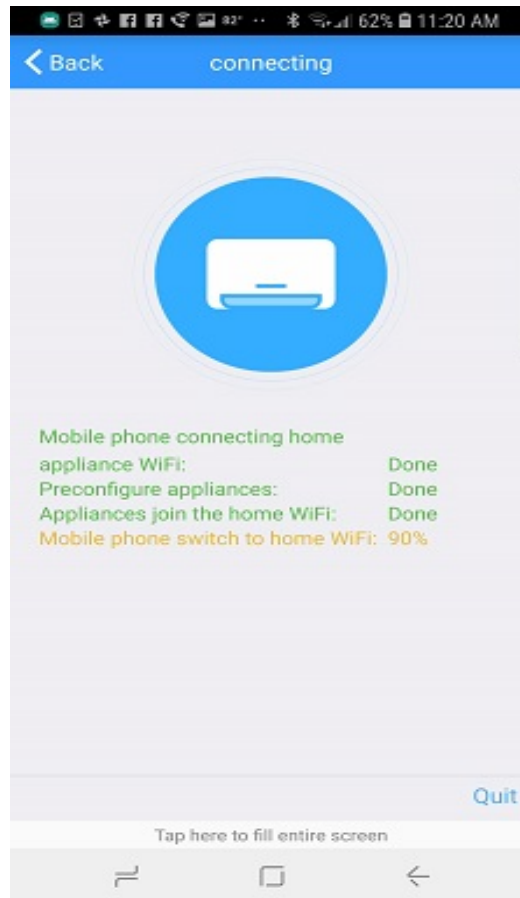 82° 62% 11:20 AM
Back connecting
Mobile phone connecting home
appliance WiFi: Done
Preconfigure appliances: Done
Appliances join the home WiFi: Done
Mobile phone switch to home WiFi: 90%
Quit
Tap here to fill entire screen